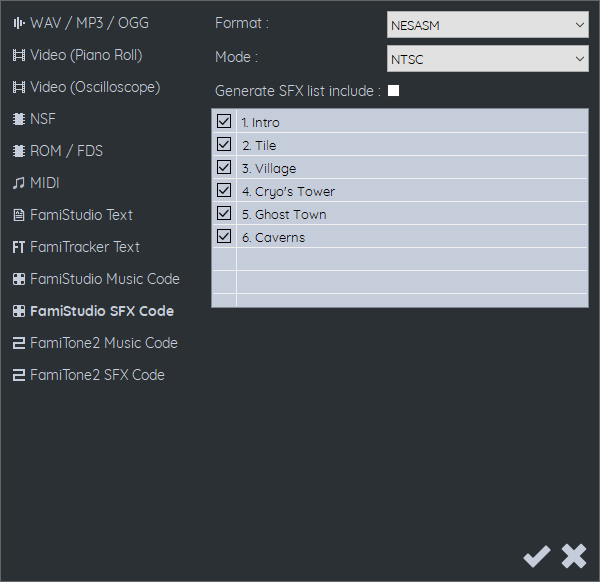 WAV / MP3 / OGG
Video (Piano Roll)
Video (Oscilloscope)
NSF
ROM / FDS
MIDI
FamiStudio Text
FT FamiTracker Text
FamiStudio Music Code
FamiStudio SFX Code
FamiTone2 Music Code
FamiTone2 SFX Code
Format : NESASM
Mode : NTSC
Generate SFX list include :
1. Intro
2. Tile
3. Village
4. Cryo's Tower
5. Ghost Town
6. Caverns